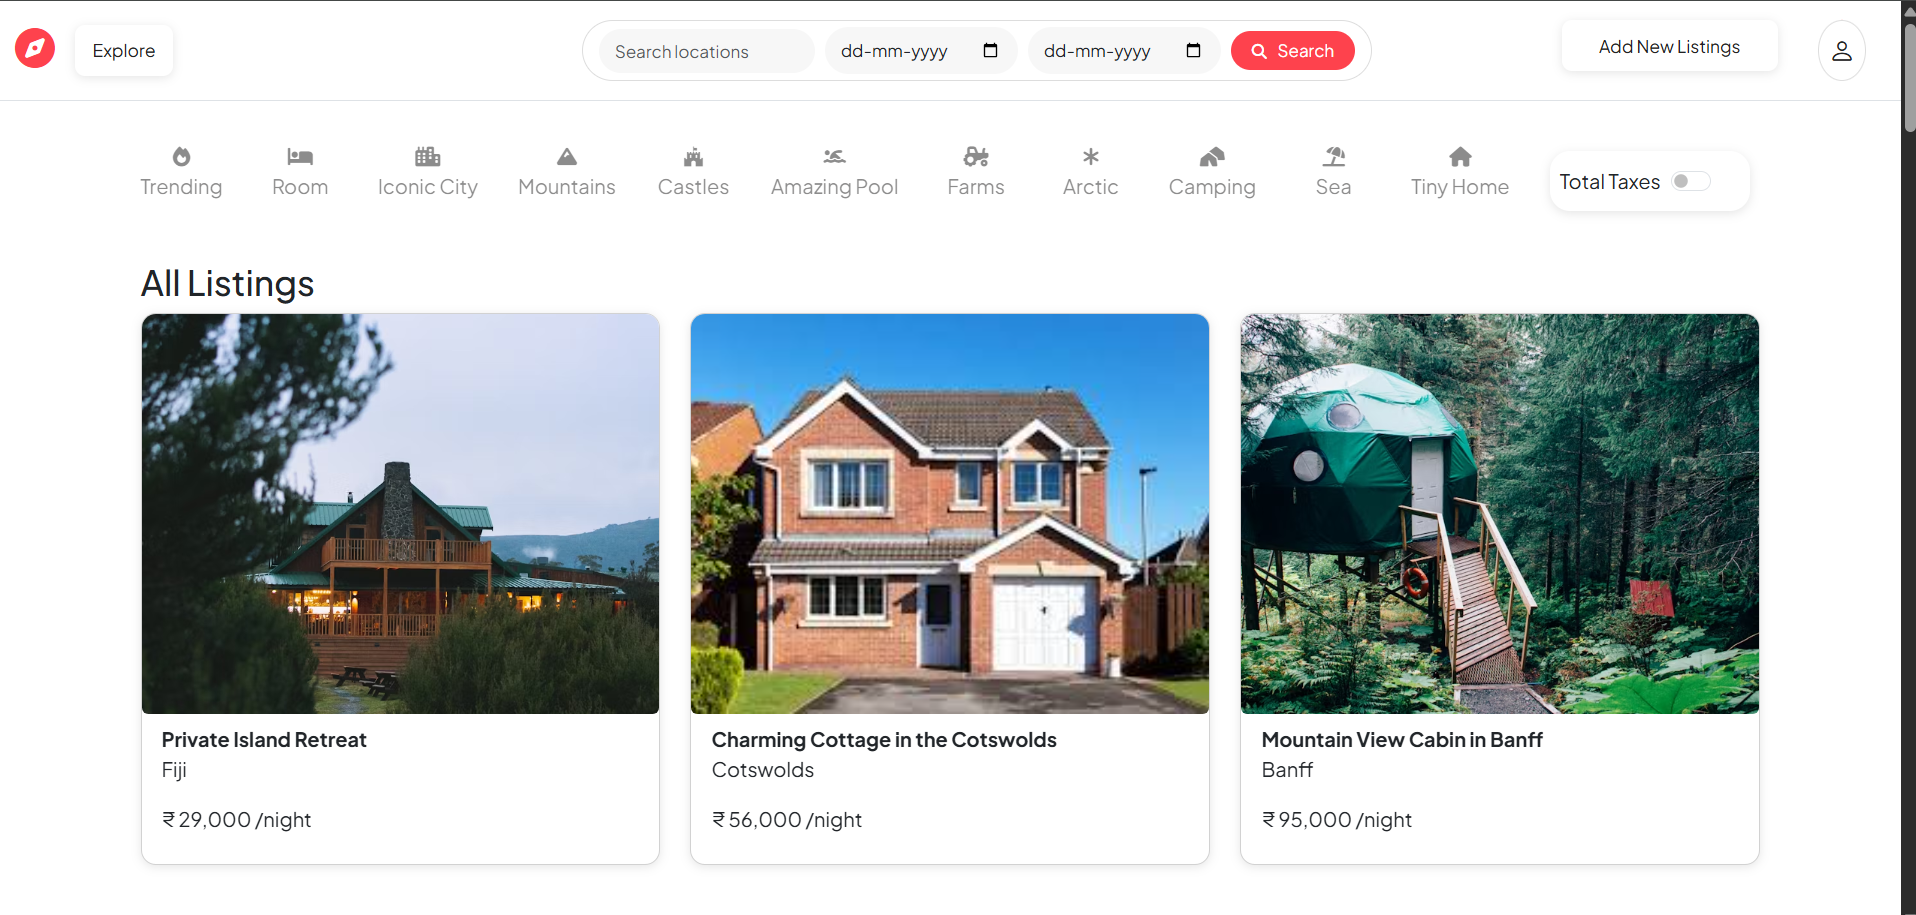 Explore
Search locations
dd-mm-yyyy
dd-mm-yyyy
Search
Add New Listings
Trending
Room
Iconic City
Mountains
Castles
Amazing Pool
Farms
Arctic
Camping
Sea
Tiny Home
Total Taxes
All Listings
Private Island Retreat
Fiji
₹ 29,000 /night
Charming Cottage in the Cotswolds
Cotswolds
₹ 56,000 /night
Mountain View Cabin in Banff
Banff
₹ 95,000 /night